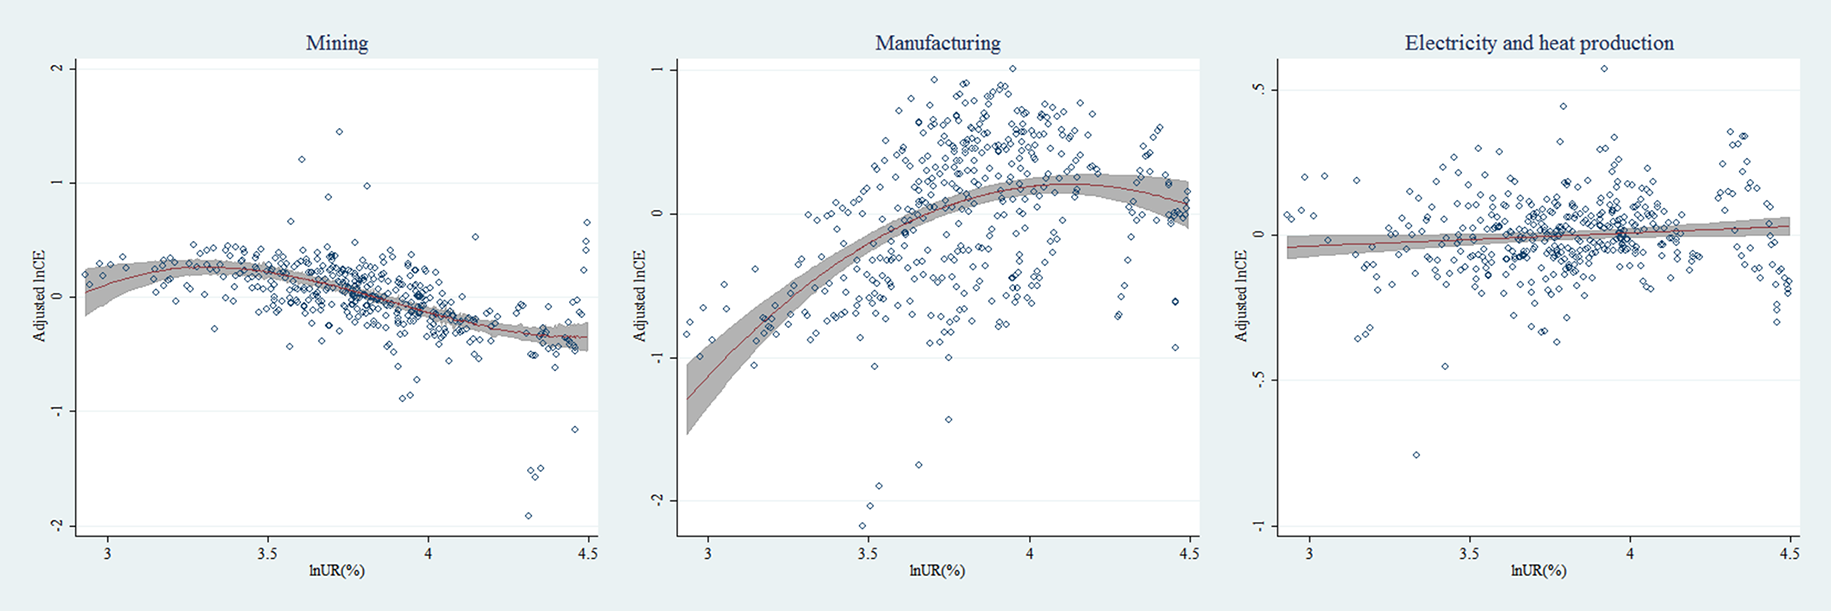 Mining
Manufacturing
Electricity and heat production
Adjusted lnCE
2
1
0
-1
-2
3
3.5
4
4.5
lnUR(%)
Adjusted lnCE
1
0
-1
-2
3
3.5
4
4.5
lnUR(%)
Adjusted lnCE
.5
0
-.5
-1
3
3.5
4
4.5
lnUR(%)